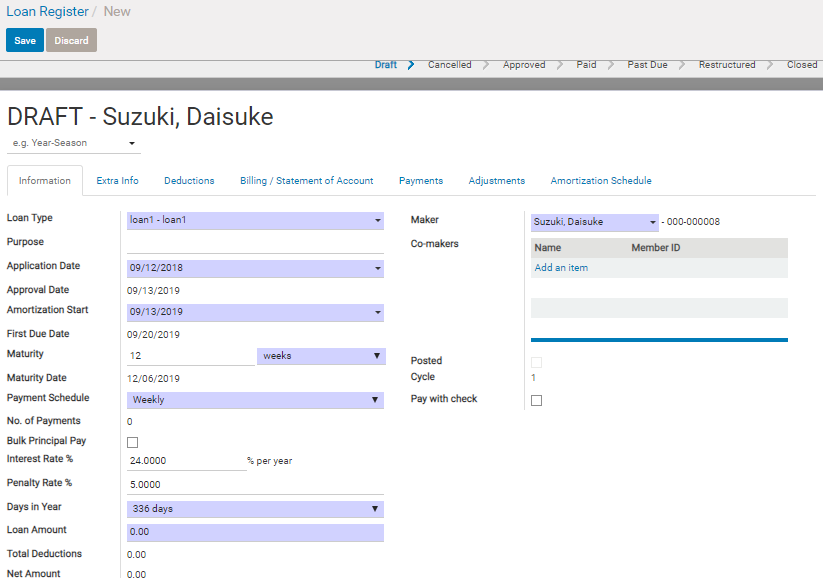 Loan Register / New
Save Discard
Draft Cancelled Approved Paid Past Due Restructured Closed
DRAFT - Suzuki, Daisuke
e.g. Year-Season
Information Extra Info Deductions Billing / Statement of Account Payments Adjustments Amortization Schedule
Loan Type loan1 - loan1
Purpose
Application Date 09/12/2018
Approval Date 09/13/2019
Amortization Start 09/13/2019
First Due Date 09/20/2019
Maturity 12 weeks
Maturity Date 12/06/2019
Payment Schedule Weekly
No. of Payments 0
Bulk Principal Pay
Interest Rate % 24.0000 % per year
Penalty Rate % 5.0000
Days in Year 336 days
Loan Amount 0.00
Total Deductions 0.00
Net Amount 0.00
Maker Suzuki, Daisuke - 000-000008
Co-makers
Name Member ID
Add an item
Posted
Cycle 1
Pay with check